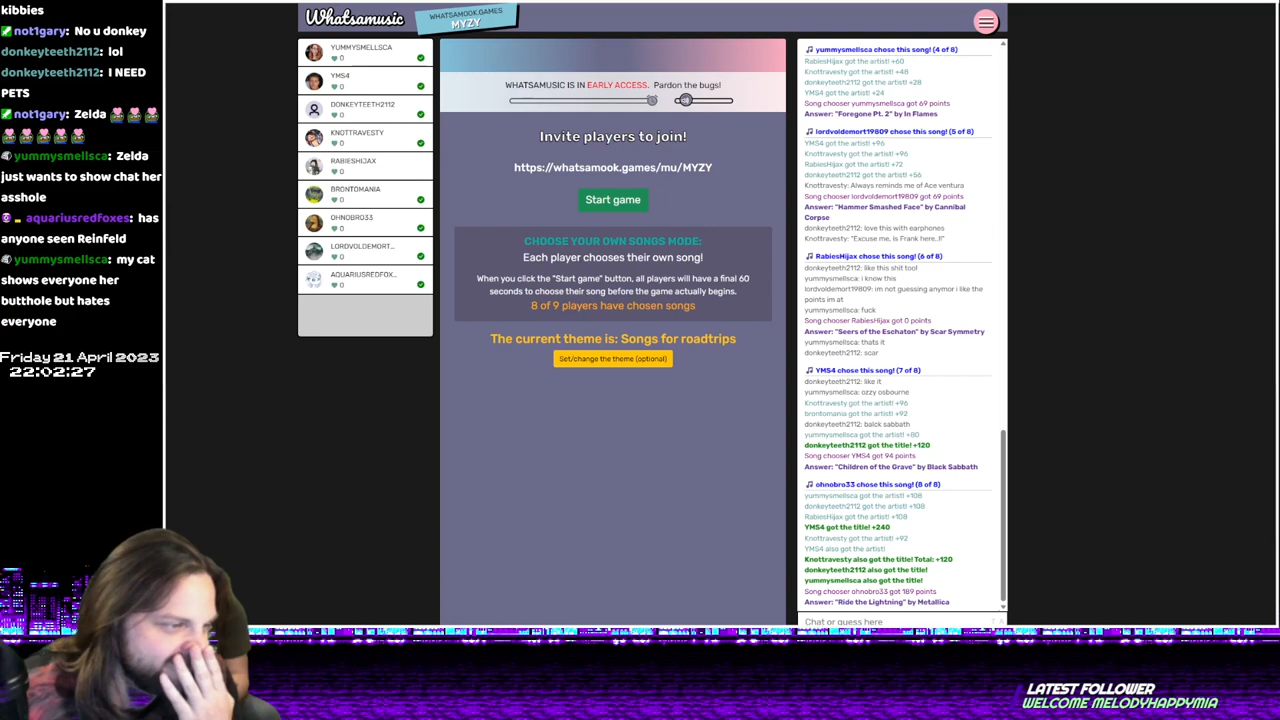 kibbies
not1gary: No u donkey
donkeyteeth2112: lol
donkeyteeth2112: I WILD
PETS
not1gary: Zelda
yummysmellsca: Zelda
just wants to show her
asshole
aquariusredfoxes: has
anyone seen Reinkid
yummysmellsca: my cat
shows everyone her
butthole but hates
everyone
Friday 21 April 2023
22:02:27
Whatsamusic
WHATSAMOOK.GAMES
MYZY
YUMMYSMELLSCA
0
YMS4
0
DONKEYTEETH2112
0
KNOTTRAVESTY
0
RABIESHIJAX
0
BRONTOMANIA
0
OHNOBRO33
0
LORDVOLDEMORT...
0
AQUARIUSREDFOX...
0
WHATSAMUSIC IS IN EARLY ACCESS. Pardon the bugs!
Invite players to join!
https://whatsamook.games/mu/MYZY
Start game
CHOOSE YOUR OWN SONGS MODE:
Each player chooses their own song!
When you click the "Start game" button, all players will have a final 60
seconds to choose their song before the game actually begins.
8 of 9 players have chosen songs
The current theme is: Songs for roadtrips
Set/change the theme (optional)
yummysmellsca chose this song! (4 of 8)
RabiesHijax got the artist! +60
Knottravesty got the artist! +48
donkeyteeth2112 got the artist! +28
YMS4 got the artist! +24
Song chooser yummysmellsca got 69 points
Answer: "Foregone Pt. 2" by In Flames
lordvoldemort19809 chose this song! (5 of 8)
YMS4 got the artist! +96
Knottravesty got the artist! +96
RabiesHijax got the artist! +72
donkeyteeth2112 got the artist! +56
Knottravesty: Always reminds me of Ace ventura
Song chooser lordvoldemort19809 got 69 points
Answer: "Hammer Smashed Face" by Cannibal
Corpse
donkeyteeth2112: love this with earphones
Knottravesty: "Excuse me, is Frank here..!!"
RabiesHijax chose this song! (6 of 8)
donkeyteeth2112: like this shit too!
yummysmellsca: i know this
lordvoldemort19809: im not guessing anymor i like the
points im at
yummysmellsca: fuck
Song chooser RabiesHijax got 0 points
Answer: "Seers of the Eschaton" by Scar Symmetry
yummysmellsca: thats it
donkeyteeth2112: scar
YMS4 chose this song! (7 of 8)
donkeyteeth2112: like it
yummysmellsca: ozzy osbourne
Knottravesty got the artist! +96
brontomania got the artist! +92
donkeyteeth2112: balck sabbath
yummysmellsca got the artist! +80
donkeyteeth2112 got the title! +120
Song chooser YMS4 got 94 points
Answer: "Children of the Grave" by Black Sabbath
ohnobro33 chose this song! (8 of 8)
yummysmellsca got the artist! +108
donkeyteeth2112 got the artist! +108
RabiesHijax got the artist! +108
YMS4 got the title! +240
Knottravesty got the artist! +92
YMS4 also got the artist!
Knottravesty also got the title! Total: +120
donkeyteeth2112 also got the title!
yummysmellsca also got the title!
Song chooser ohnobro33 got 189 points
Answer: "Ride the Lightning" by Metallica
Chat or guess here
LATEST FOLLOWER
WELCOME MELODYHAPPYMIA